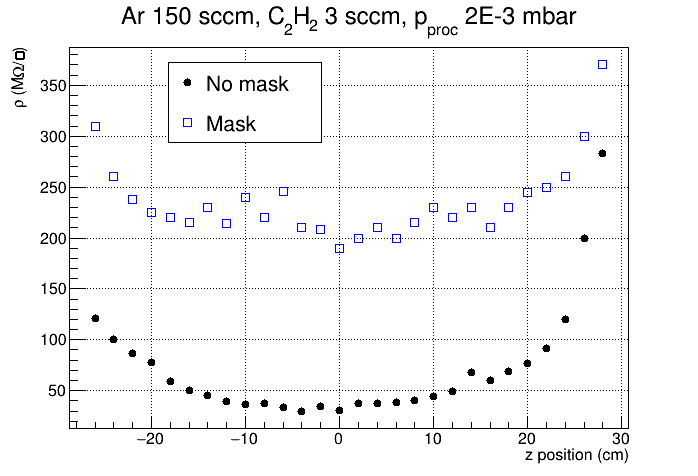 Ar 150 sccm, C₂H₂ 3 sccm, p_proc 2E-3 mbar
ρ (MΩ/□)
No mask
Mask
350
300
250
200
150
100
50
−20 −10 0 10 20 30
z position (cm)